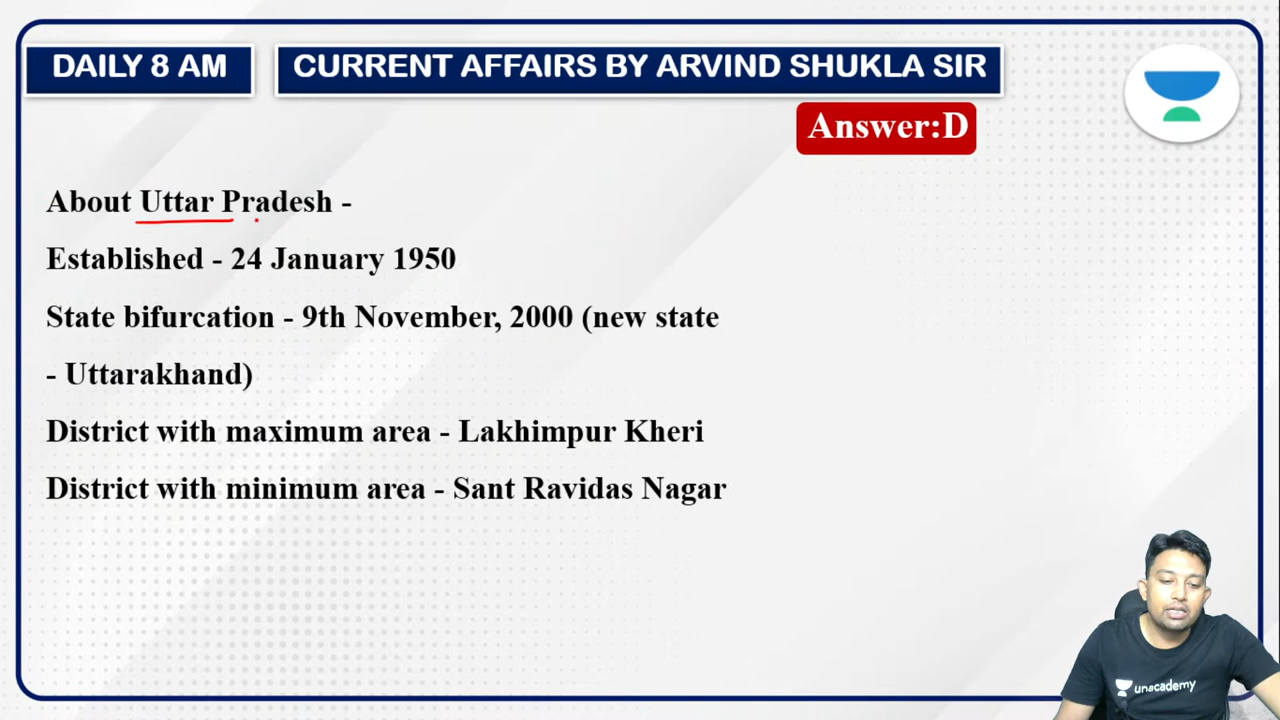 DAILY 8 AM
CURRENT AFFAIRS BY ARVIND SHUKLA SIR
Answer:D
About Uttar Pradesh -
Established - 24 January 1950
State bifurcation - 9th November, 2000 (new state
- Uttarakhand)
District with maximum area - Lakhimpur Kheri
District with minimum area - Sant Ravidas Nagar
unacademy